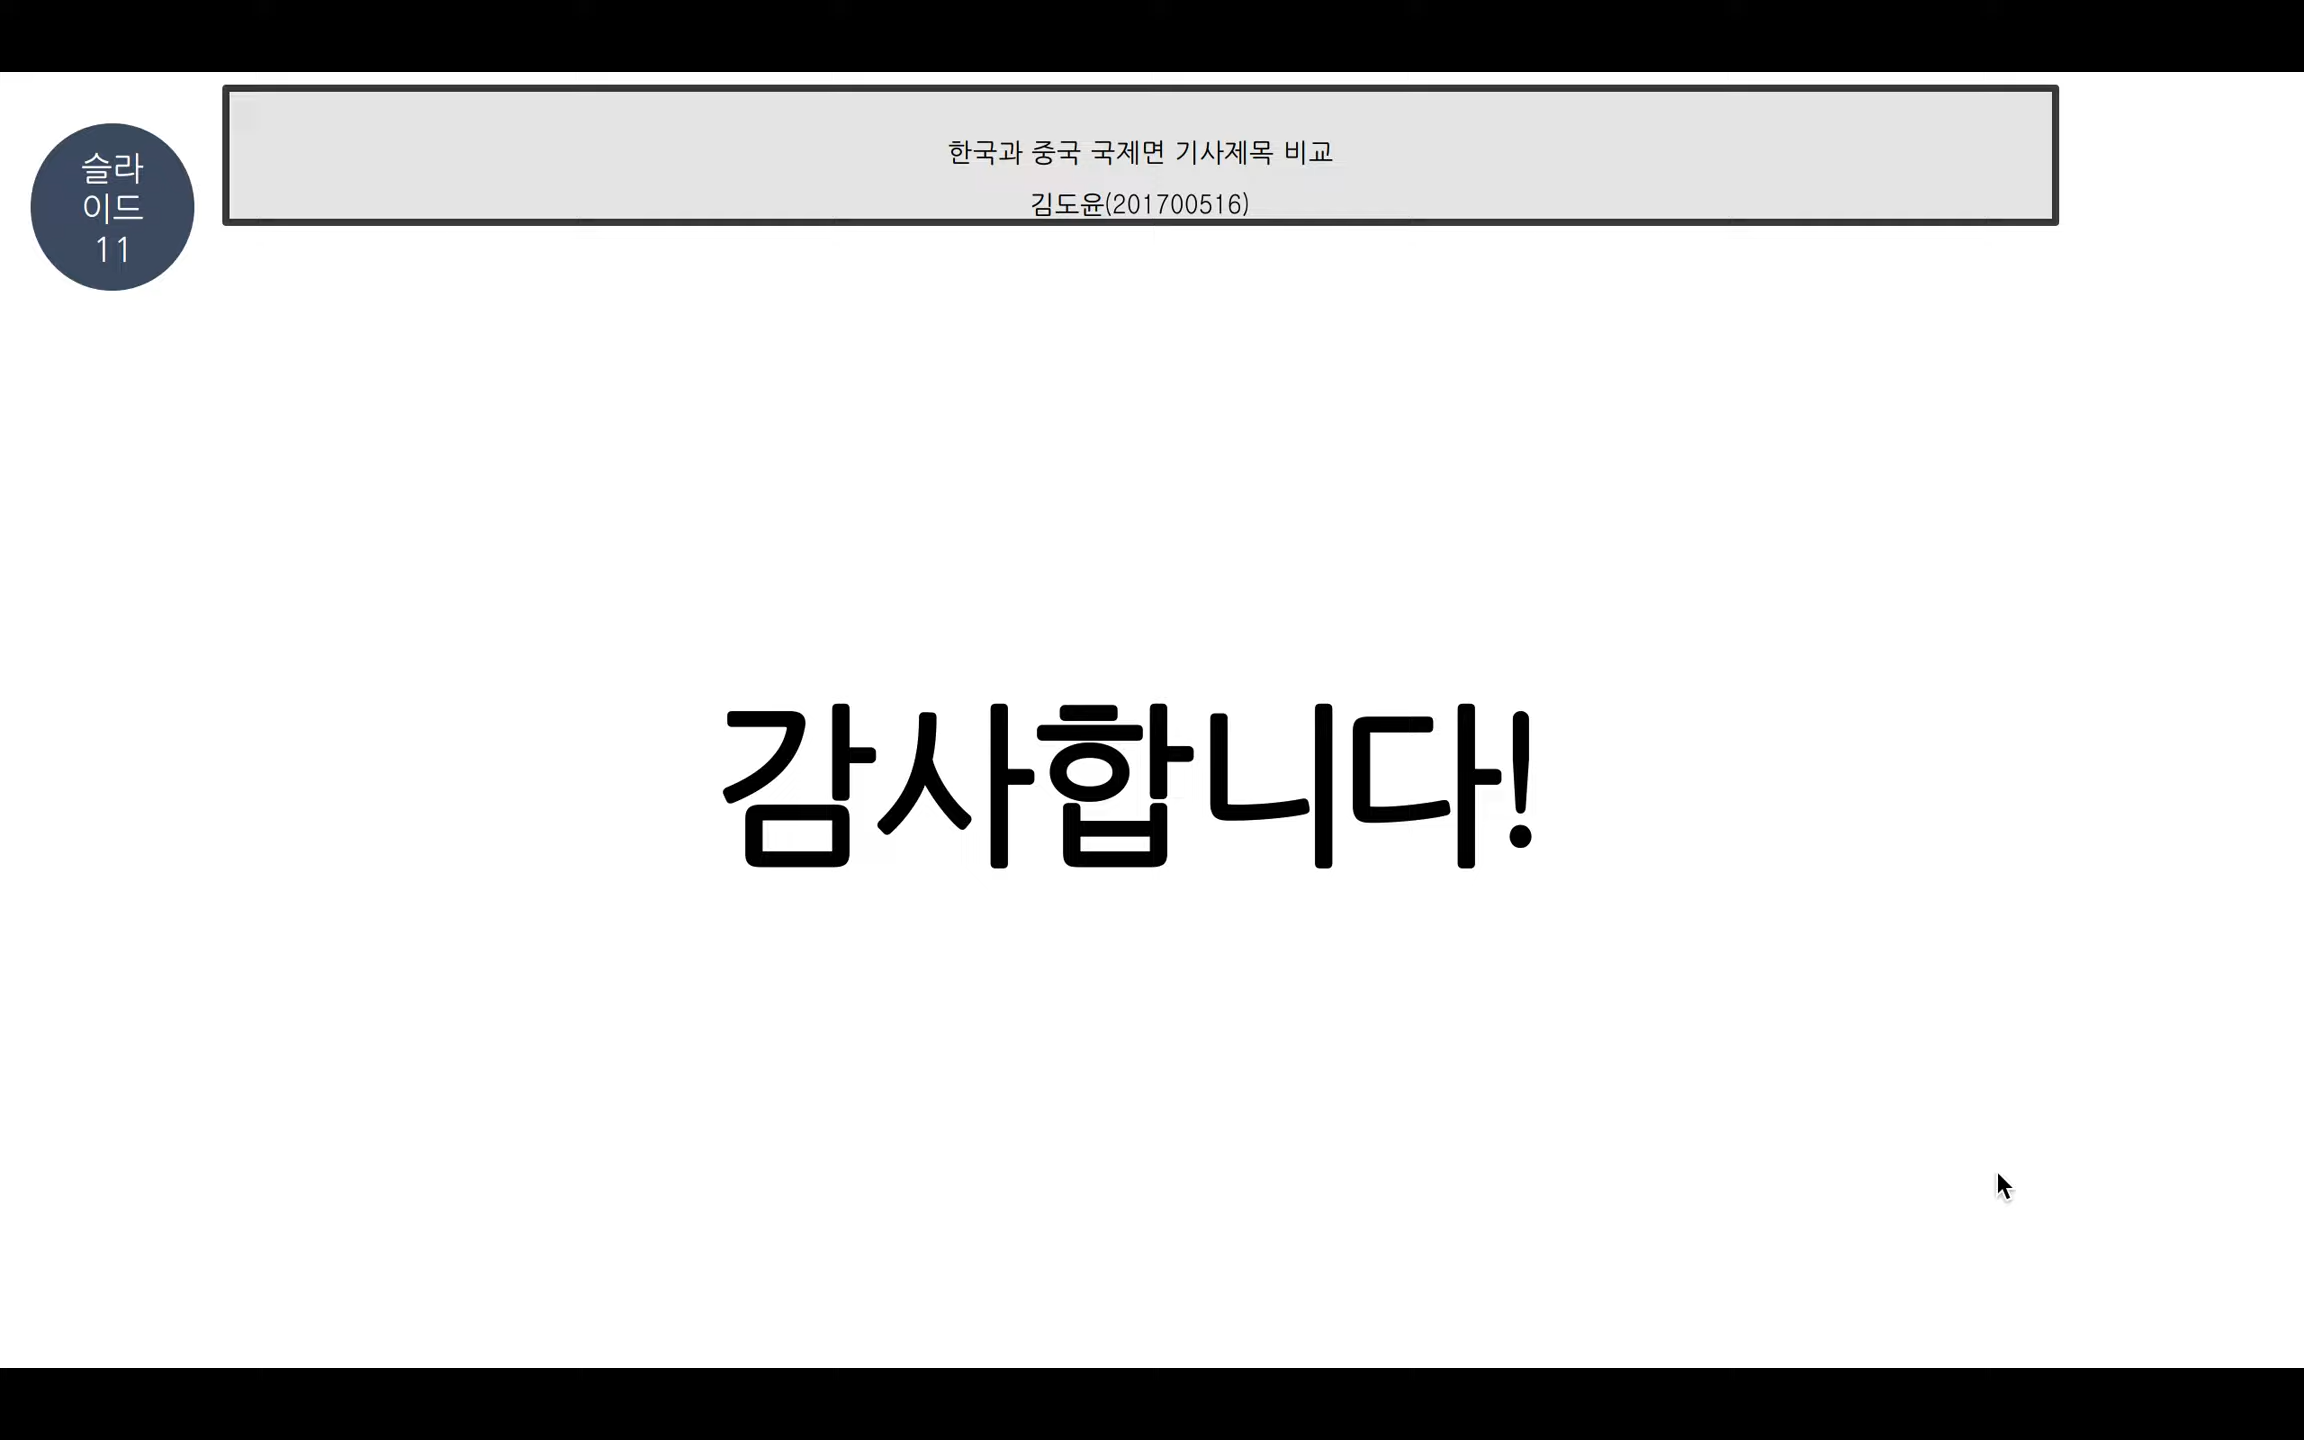 슬라
이드
11
한국과 중국 국제면 기사제목 비교
김도윤(201700516)
감사합니다!